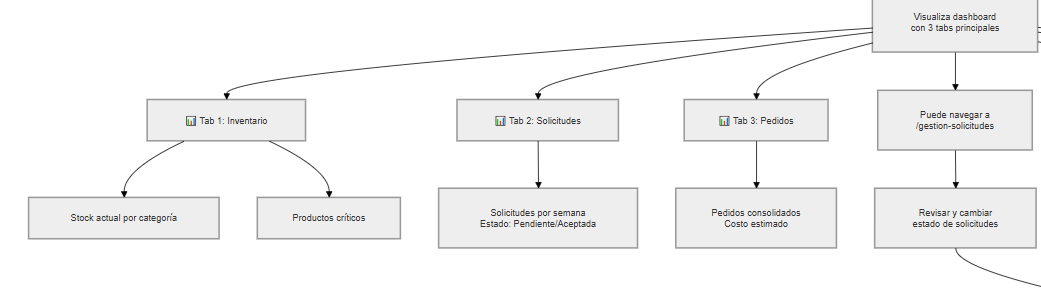 Visualiza dashboard
con 3 tabs principales
📊 Tab 1: Inventario
📊 Tab 2: Solicitudes
📊 Tab 3: Pedidos
Puede navegar a
/gestion-solicitudes
Stock actual por categoría
Productos críticos
Solicitudes por semana
Estado: Pendiente/Aceptada
Pedidos consolidados
Costo estimado
Revisar y cambiar
estado de solicitudes